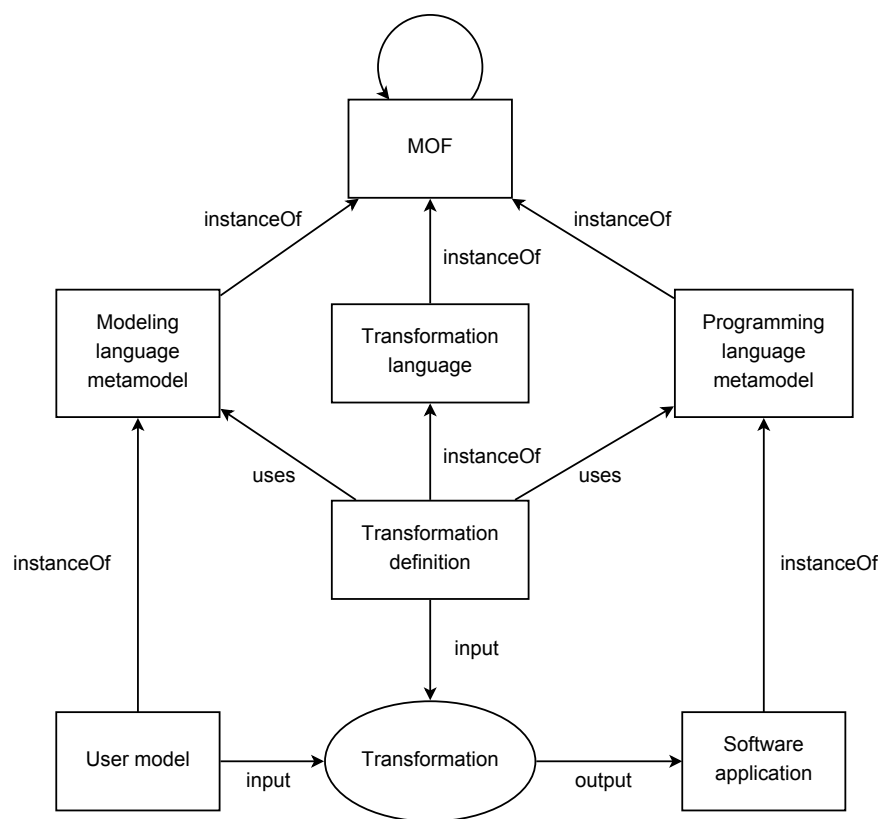 MOF
instanceOf
instanceOf
instanceOf
Modeling
language
metamodel
Transformation
language
Programming
language
metamodel
uses
instanceOf
uses
Transformation
definition
instanceOf
instanceOf
input
User model
input
Transformation
output
Software
application